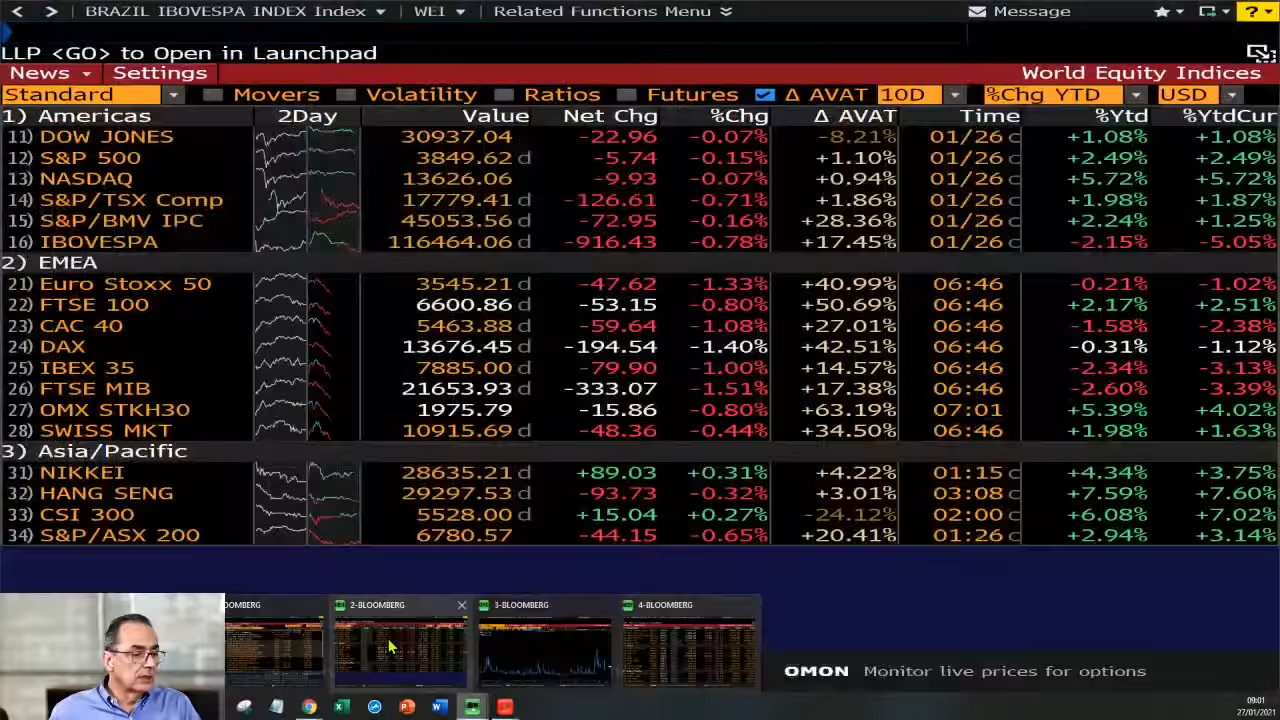 BRAZIL IBOVESPA INDEX Index WEI Related Functions Menu Message ?
LLP <GO> to Open in Launchpad
News Settings World Equity Indices
Standard Movers Volatility Ratios Futures Δ AVAT 10D %Chg YTD USD
1) Americas 2Day Value Net Chg %Chg Δ AVAT Time %Ytd %YtdCur
11) DOW JONES 30937.04 -22.96 -0.07% -8.21% 01/26 c +1.08% +1.08%
12) S&P 500 3849.62 d -5.74 -0.15% +1.10% 01/26 c +2.49% +2.49%
13) NASDAQ 13626.06 -9.93 -0.07% +0.94% 01/26 c +5.72% +5.72%
14) S&P/TSX Comp 17779.41 d -126.61 -0.71% +1.86% 01/26 c +1.98% +1.87%
15) S&P/BMV IPC 45053.56 d -72.95 -0.16% +28.36% 01/26 c +2.24% +1.25%
16) IBOVESPA 116464.06 d -916.43 -0.78% +17.45% 01/26 c -2.15% -5.05%
2) EMEA
21) Euro Stoxx 50 3545.21 d -47.62 -1.33% +40.99% 06:46 -0.21% -1.02%
22) FTSE 100 6600.86 d -53.15 -0.80% +50.69% 06:46 +2.17% +2.51%
23) CAC 40 5463.88 d -59.64 -1.08% +27.01% 06:46 -1.58% -2.38%
24) DAX 13676.45 d -194.54 -1.40% +42.51% 06:46 -0.31% -1.12%
25) IBEX 35 7885.00 d -79.90 -1.00% +14.57% 06:46 -2.34% -3.13%
26) FTSE MIB 21653.93 d -333.07 -1.51% +17.38% 06:46 -2.60% -3.39%
27) OMX STKH30 1975.79 -15.86 -0.80% +63.19% 07:01 +5.39% +4.02%
28) SWISS MKT 10915.69 d -48.36 -0.44% +34.50% 06:46 +1.98% +1.63%
3) Asia/Pacific
31) NIKKEI 28635.21 d +89.03 +0.31% +4.22% 01:15 c +4.34% +3.75%
32) HANG SENG 29297.53 d -93.73 -0.32% +3.01% 03:08 c +7.59% +7.60%
33) CSI 300 5528.00 d +15.04 +0.27% -24.12% 02:00 c +6.08% +7.02%
34) S&P/ASX 200 6780.57 -44.15 -0.65% +20.41% 01:26 c +2.94% +3.14%
OOMBERG 2-BLOOMBERG 3-BLOOMBERG 4-BLOOMBERG
OMON Monitor live prices for options
09:01
27/01/2021